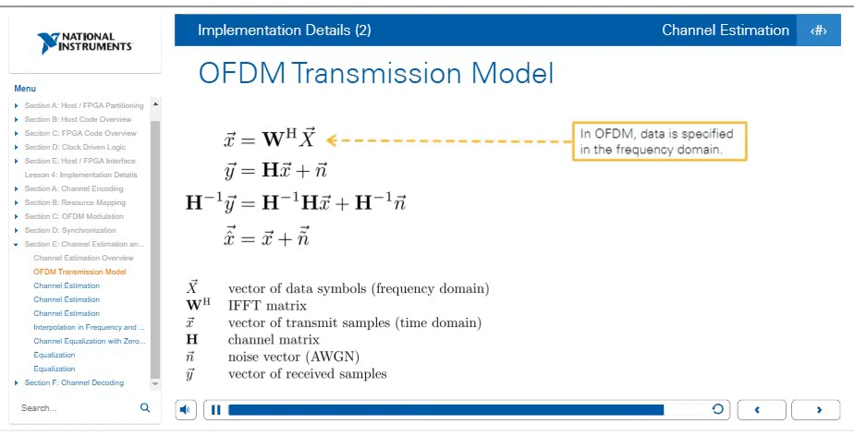 NATIONAL
INSTRUMENTS
Implementation Details (2)
Channel Estimation
‹#›
Menu
Section A: Host / FPGA Partitioning
Section B: Host Code Overview
Section C: FPGA Code Overview
Section D: Clock Driven Logic
Section E: Host / FPGA Interface
Lesson 4: Implementation Details
Section A: Channel Encoding
Section B: Resource Mapping
Section C: OFDM Modulation
Section D: Synchronization
Section E: Channel Estimation an...
Channel Estimation Overview
OFDM Transmission Model
Channel Estimation
Channel Estimation
Channel Estimation
Interpolation in Frequency and ...
Channel Equalization with Zero...
Equalization
Equalization
Section F: Channel Decoding
Search...
OFDM Transmission Model
x⃗ = Wᴴ X⃗
In OFDM, data is specified
in the frequency domain.
y⃗ = Hx⃗ + n⃗
H⁻¹y⃗ = H⁻¹Hx⃗ + H⁻¹n⃗
x̂⃗ = x⃗ + ñ⃗
X⃗ vector of data symbols (frequency domain)
Wᴴ IFFT matrix
x⃗ vector of transmit samples (time domain)
H channel matrix
n⃗ noise vector (AWGN)
y⃗ vector of received samples